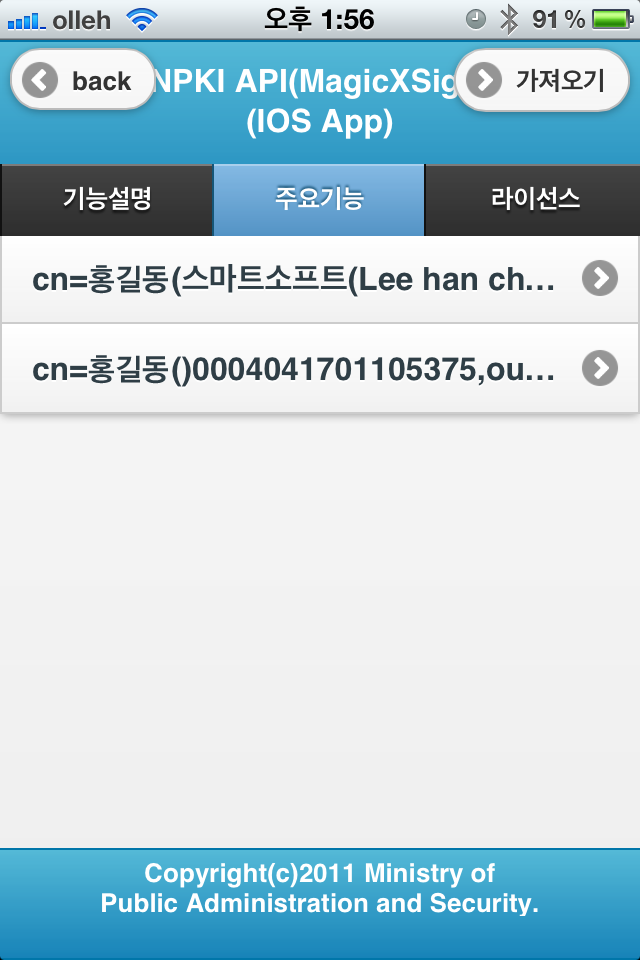 olleh 오후 1:56 91 %
back NPKI API(MagicXSig 가져오기
(IOS App)
기능설명 주요기능 라이선스
cn=홍길동(스마트소프트(Lee han ch...
cn=홍길동()0004041701105375,ou...
Copyright(c)2011 Ministry of
Public Administration and Security.